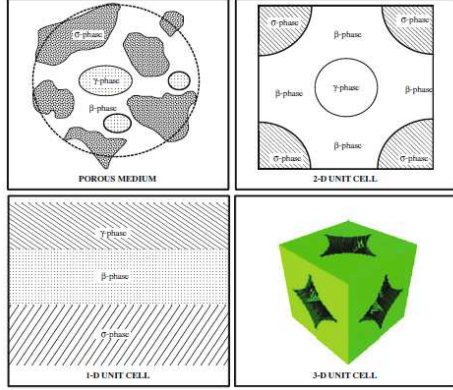 σ-phase
γ-phase
β-phase
POROUS MEDIUM
σ-phase
β-phase
σ-phase
γ-phase
β-phase
β-phase
β-phase
σ-phase
σ-phase
2-D UNIT CELL
γ-phase
β-phase
σ-phase
1-D UNIT CELL
3-D UNIT CELL